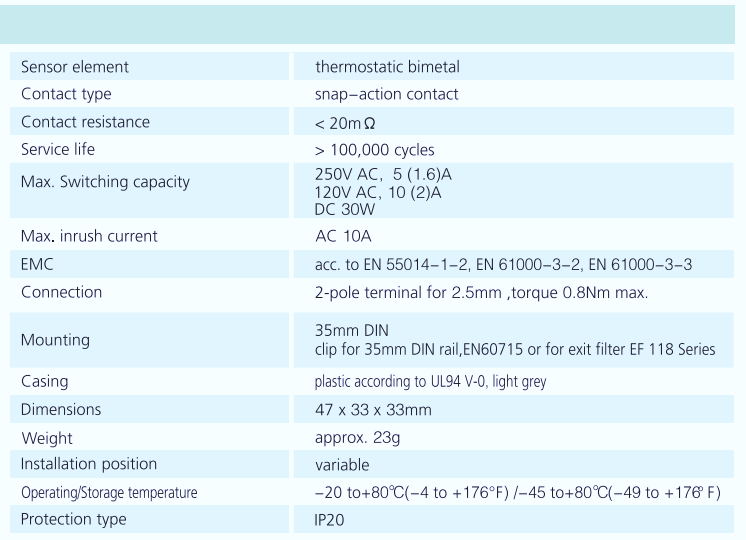 Sensor element thermostatic bimetal
Contact type snap–action contact
Contact resistance < 20mΩ
Service life > 100,000 cycles
Max. Switching capacity 250V AC, 5 (1.6)A
120V AC, 10 (2)A
DC 30W
Max. inrush current AC 10A
EMC acc. to EN 55014–1–2, EN 61000–3–2, EN 61000–3–3
Connection 2-pole terminal for 2.5mm ,torque 0.8Nm max.
Mounting 35mm DIN
clip for 35mm DIN rail,EN60715 or for exit filter EF 118 Series
Casing plastic according to UL94 V-0, light grey
Dimensions 47 x 33 x 33mm
Weight approx. 23g
Installation position variable
Operating/Storage temperature –20 to+80℃(–4 to +176°F) /–45 to+80℃(–49 to +176° F)
Protection type IP20